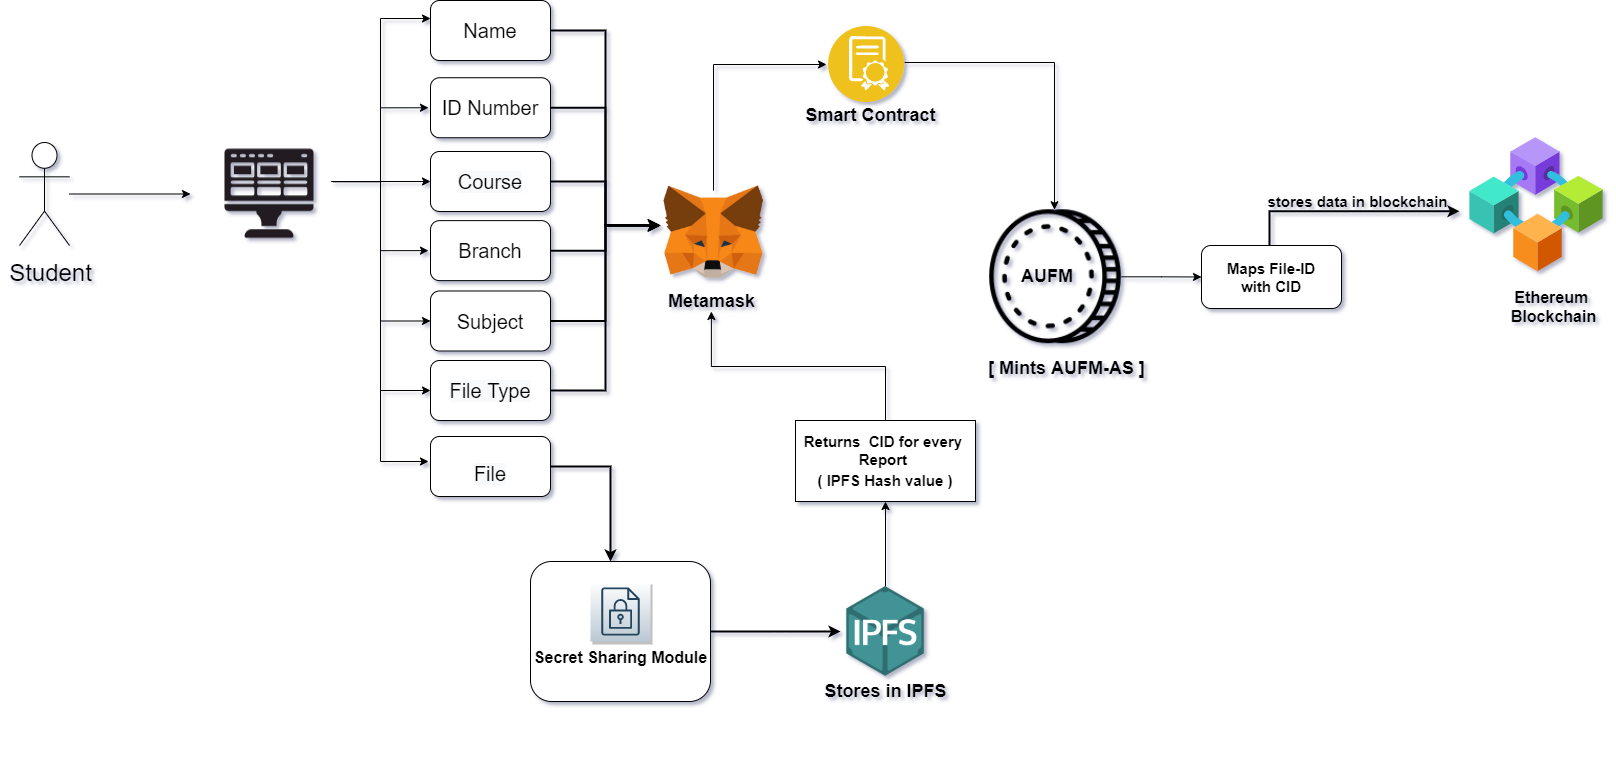 Student
Name
ID Number
Course
Branch
Subject
File Type
File
Secret Sharing Module
IPFS
Stores in IPFS
Returns  CID for every
Report
( IPFS Hash value )
Metamask
Smart Contract
AUFM
[ Mints AUFM-AS ]
Maps File-ID
with CID
stores data in blockchain
Ethereum
Blockchain